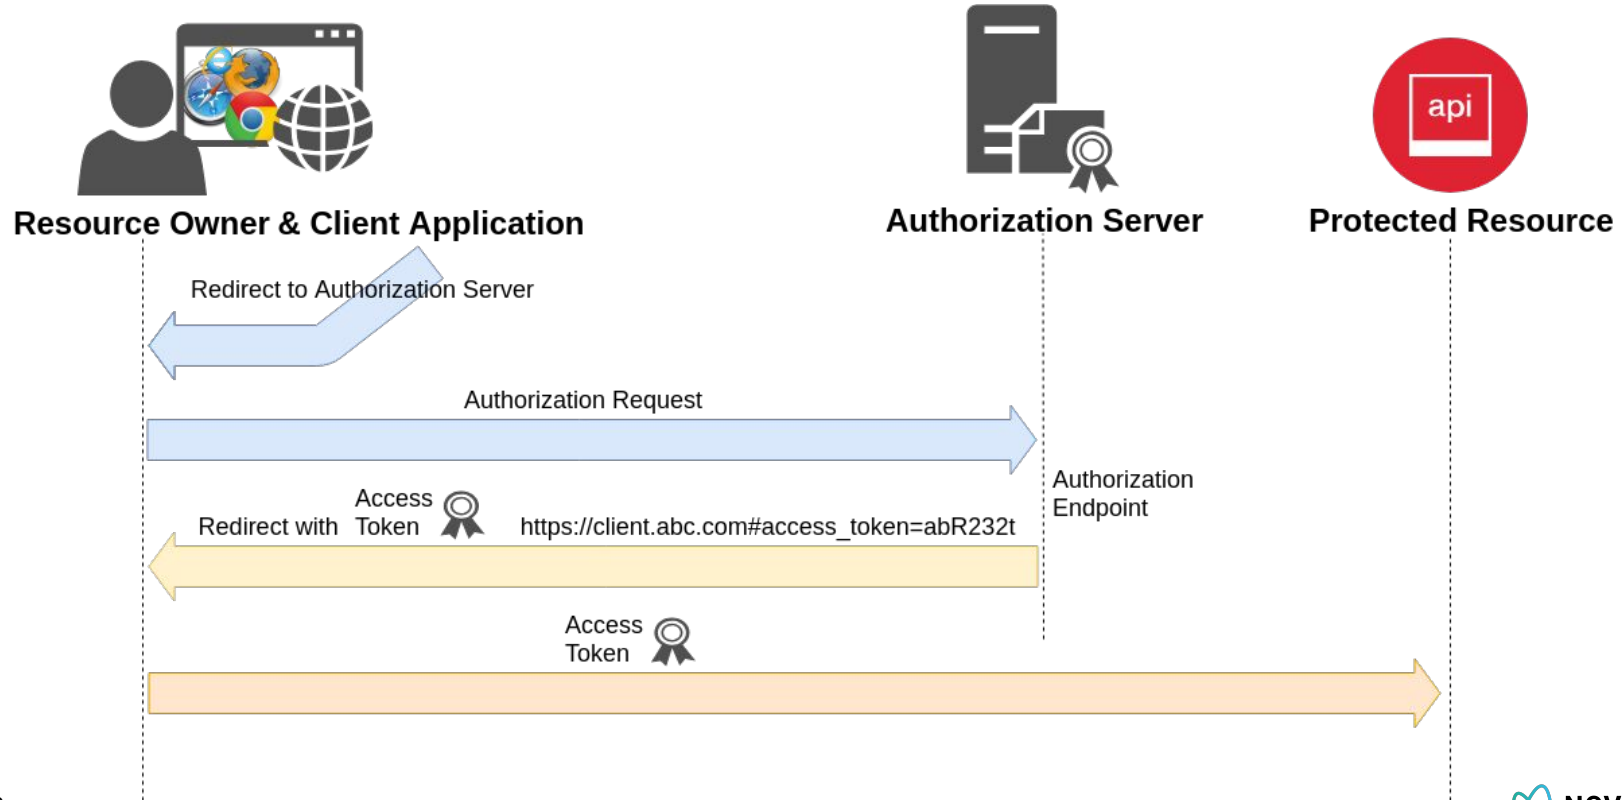 api
Resource Owner & Client Application
Authorization Server
Protected Resource
Redirect to Authorization Server
Authorization Request
Authorization
Endpoint
Access
Redirect with Token
https://client.abc.com#access_token=abR232t
Access
Token